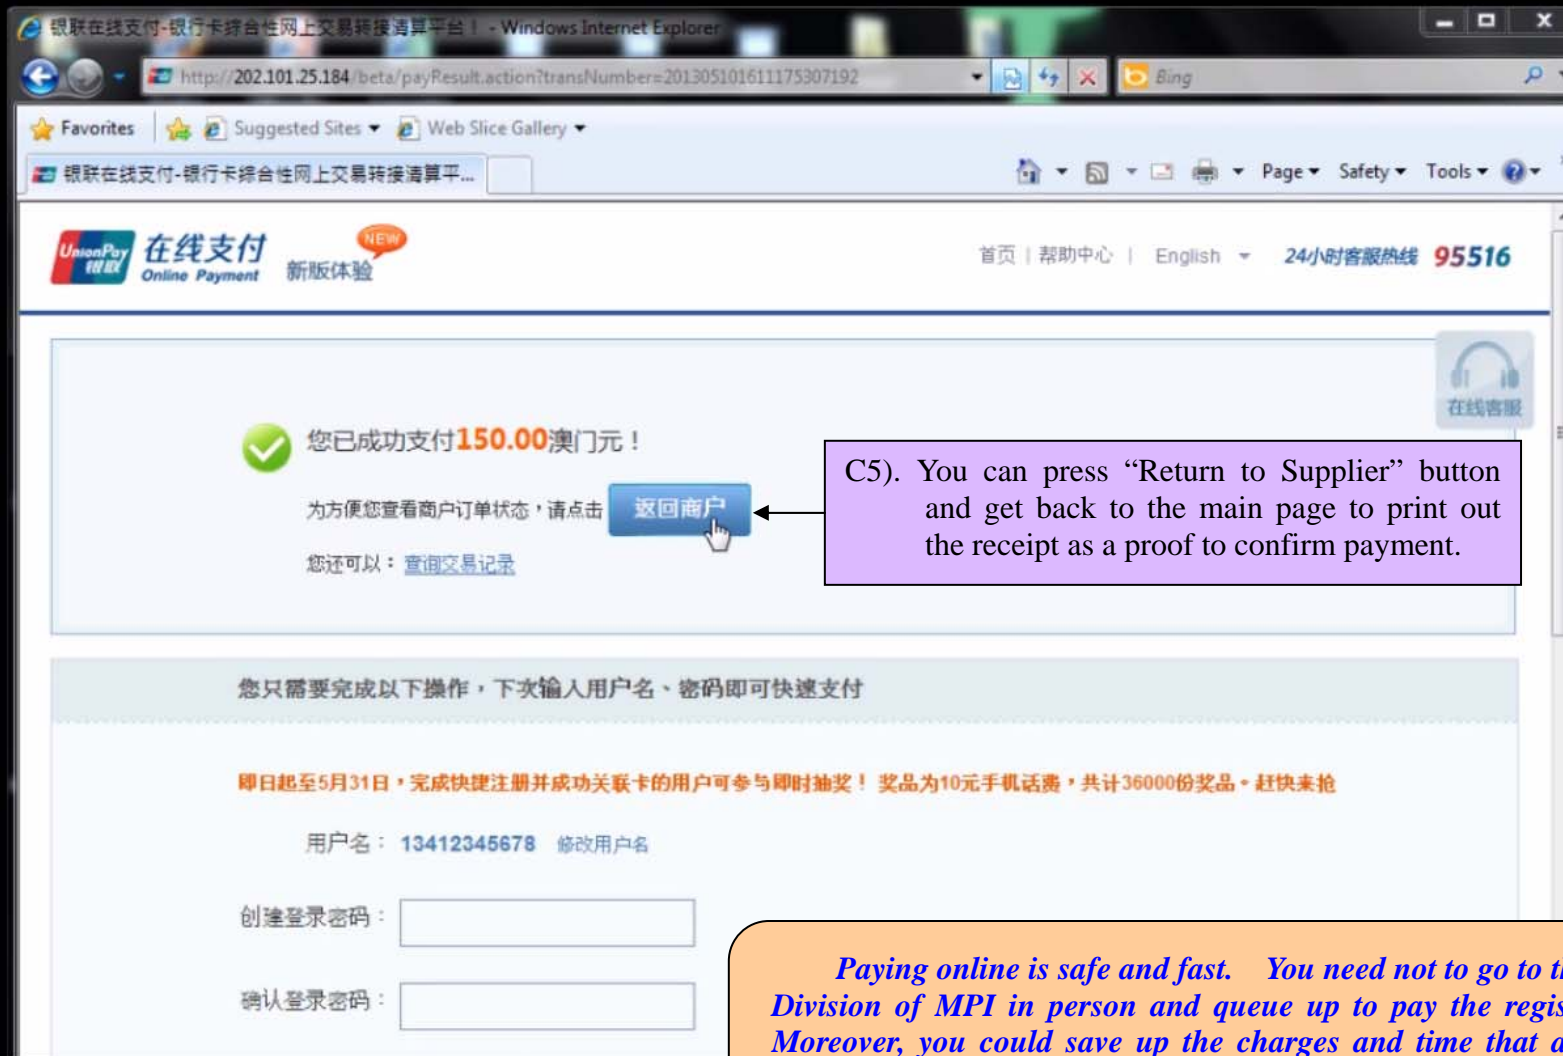 银联在线支付-银行卡综合性网上交易转接清算平台！ - Windows Internet Explorer
http://202.101.25.184/beta/payResult.action?transNumber=201305101611175307192
Bing
Favorites Suggested Sites Web Slice Gallery
银联在线支付-银行卡综合性网上交易转接清算平...
Page Safety Tools
UnionPay 银联 在线支付 Online Payment 新版体验 NEW
首页 | 帮助中心 | English 24小时客服热线 95516
在线客服
您已成功支付150.00澳门元！
为方便您查看商户订单状态，请点击 返回商户
您还可以：查询交易记录
C5). You can press “Return to Supplier” button
and get back to the main page to print out
the receipt as a proof to confirm payment.
您只需要完成以下操作，下次输入用户名、密码即可快速支付
即日起至5月31日，完成快捷注册并成功关联卡的用户可参与即时抽奖！ 奖品为10元手机话费，共计36000份奖品。赶快来抢
用户名： 13412345678 修改用户名
创建登录密码：
确认登录密码：
Paying online is safe and fast. You need not to go to th
Division of MPI in person and queue up to pay the regis
Moreover, you could save up the charges and time that a